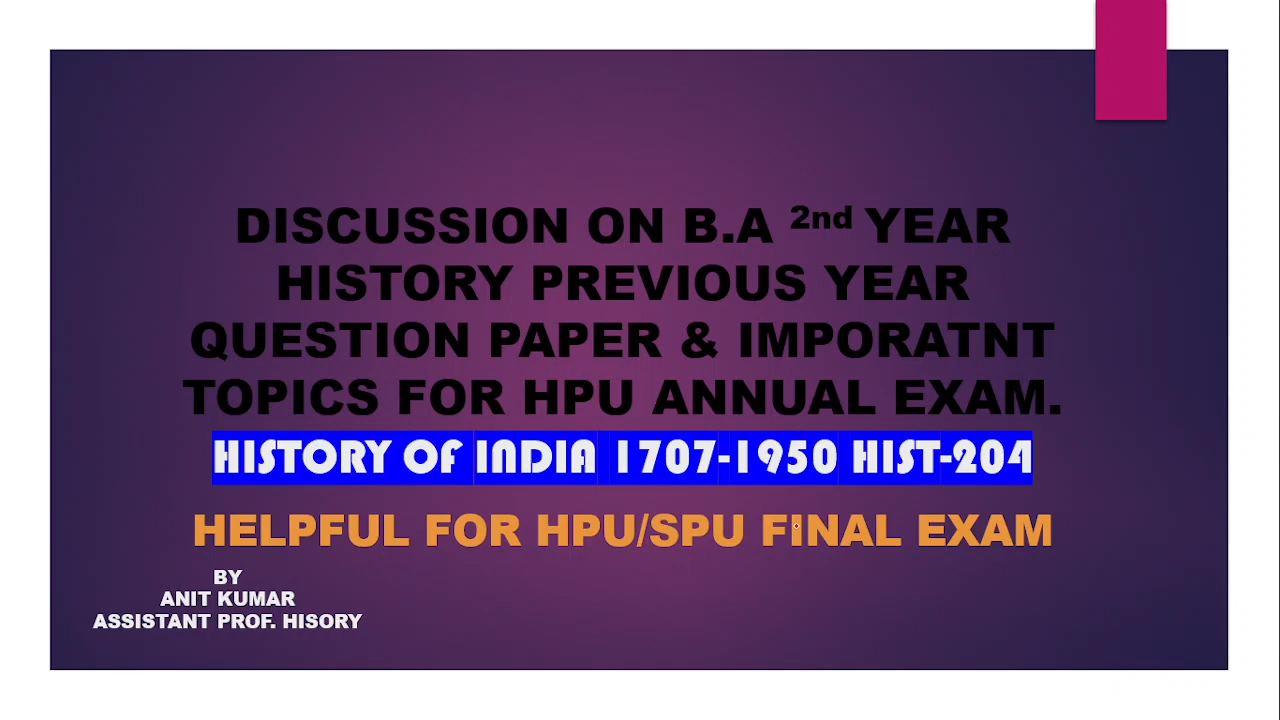 DISCUSSION ON B.A 2nd YEAR
HISTORY PREVIOUS YEAR
QUESTION PAPER & IMPORATNT
TOPICS FOR HPU ANNUAL EXAM.
HISTORY OF INDIA 1707-1950 HIST-204
HELPFUL FOR HPU/SPU FINAL EXAM
BY
ANIT KUMAR
ASSISTANT PROF. HISORY